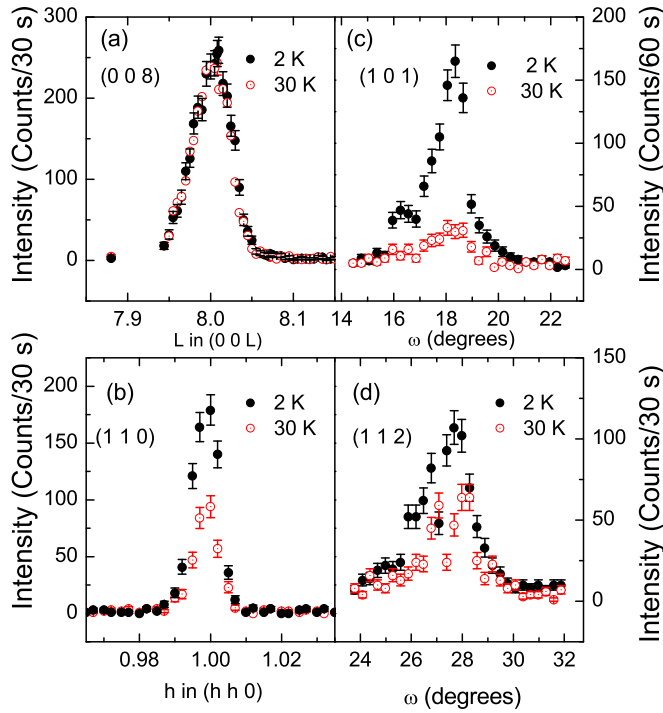 (a)
(0 0 8)
2 K
30 K
Intensity (Counts/30 s)
300
200
100
0
7.9
8.0
8.1
L in (0 0 L)
(c)
(1 0 1)
2 K
30 K
Intensity (Counts/60 s)
200
150
100
50
0
14
16
18
20
22
ω (degrees)
(b)
(1 1 0)
2 K
30 K
Intensity (Counts/30 s)
200
150
100
50
0
0.98
1.00
1.02
h in (h h 0)
(d)
(1 1 2)
2 K
30 K
Intensity (Counts/30 s)
150
100
50
0
24
26
28
30
32
ω (degrees)